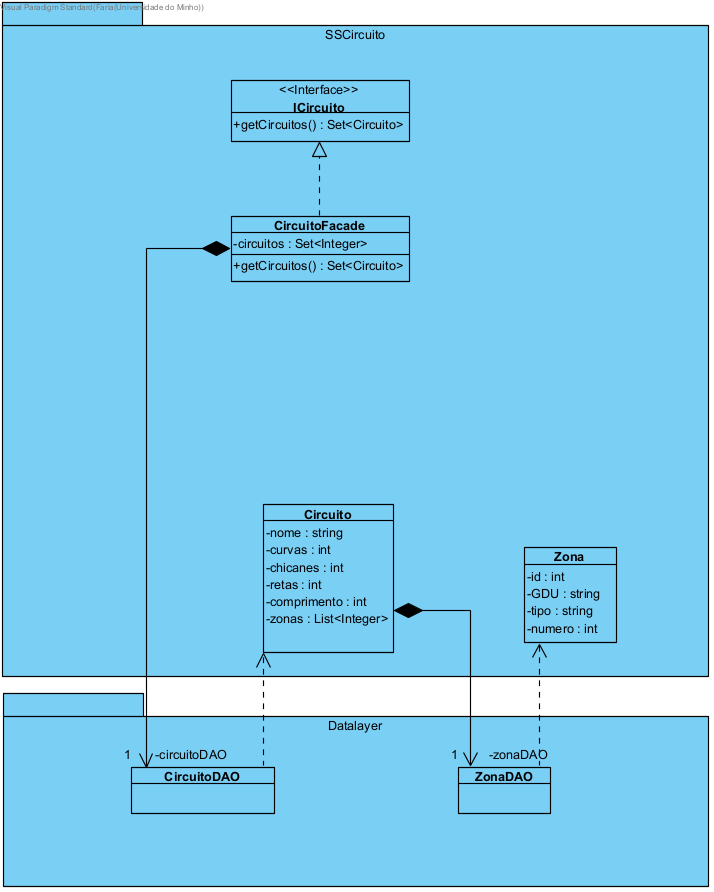 Visual Paradigm Standard(Faria(Universidade do Minho))
SSCircuito
<<Interface>>
ICircuito
+getCircuitos() : Set<Circuito>
CircuitoFacade
-circuitos : Set<Integer>
+getCircuitos() : Set<Circuito>
Circuito
-nome : string
-curvas : int
-chicanes : int
-retas : int
-comprimento : int
-zonas : List<Integer>
Zona
-id : int
-GDU : string
-tipo : string
-numero : int
Datalayer
1 -circuitoDAO
CircuitoDAO
1 -zonaDAO
ZonaDAO